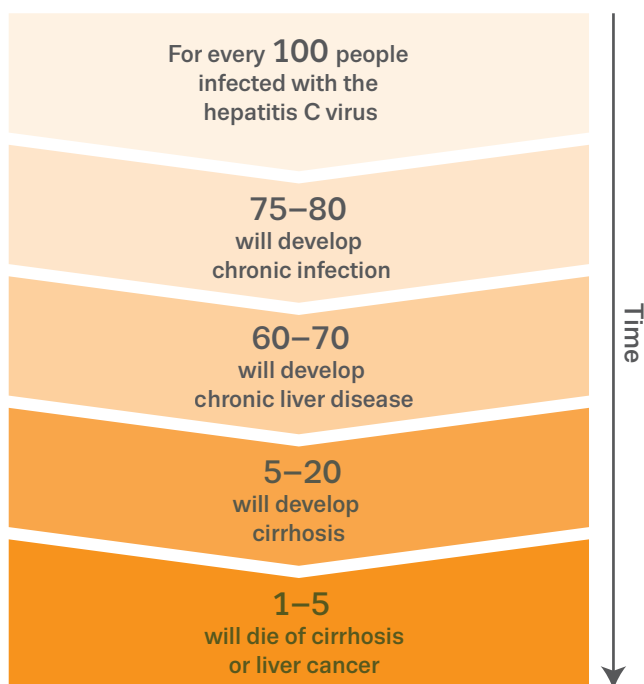 For every 100 people
infected with the
hepatitis C virus
75–80
will develop
chronic infection
60–70
will develop
chronic liver disease
5–20
will develop
cirrhosis
1–5
will die of cirrhosis
or liver cancer
Time